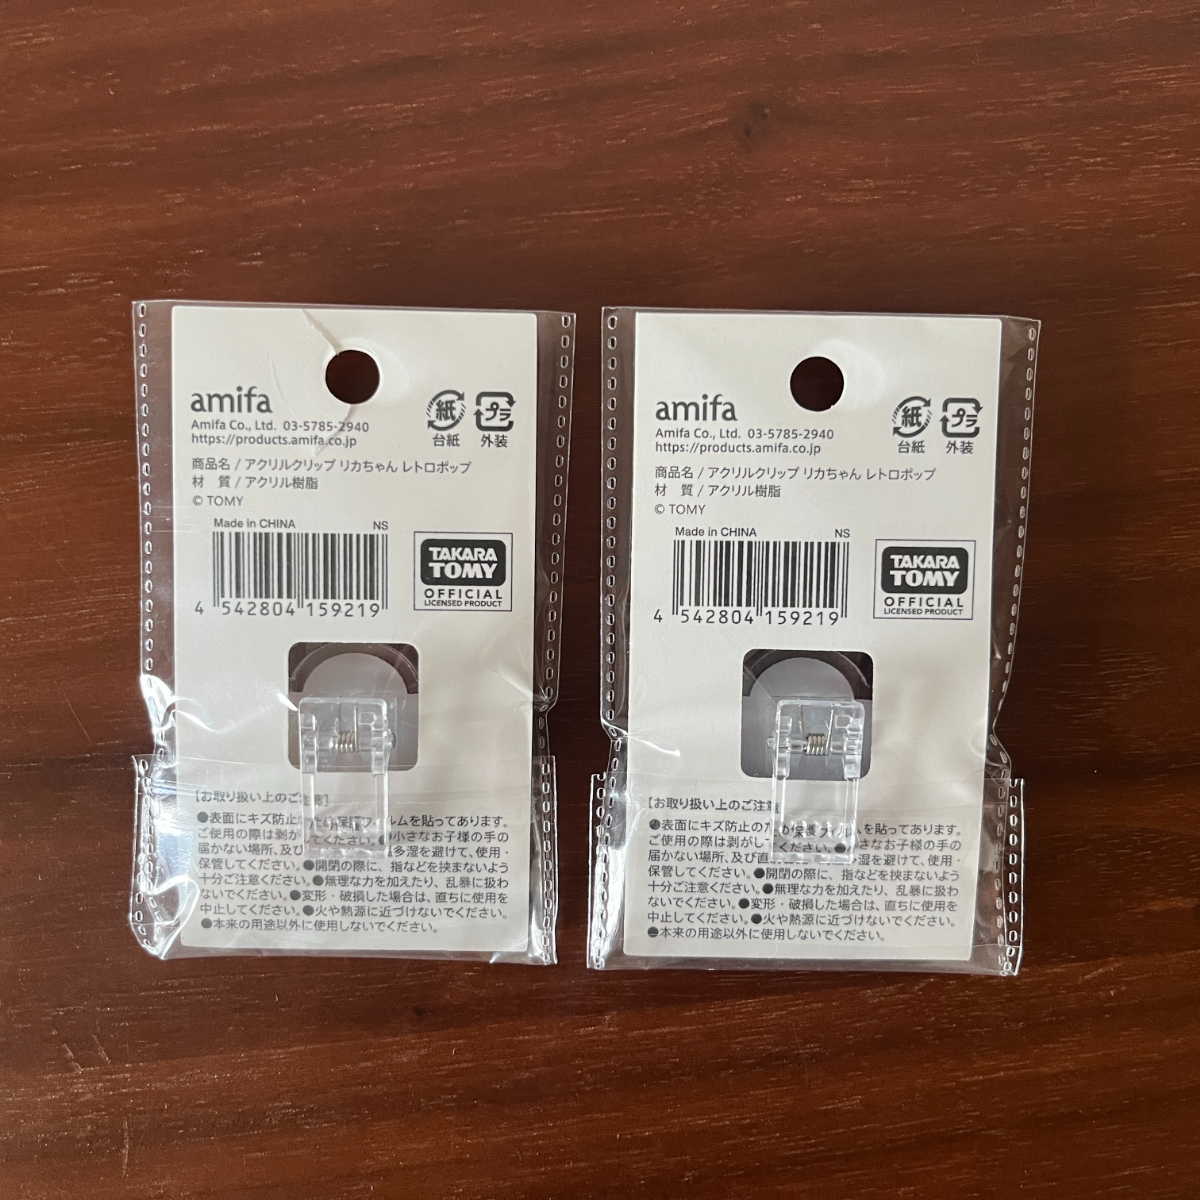 amifa
Amifa Co., Ltd. 03-5785-2940
https://products.amifa.co.jp
紙
台紙
プラ
外装
商品名 / アクリルクリップ リカちゃん レトロポップ
材 質 / アクリル樹脂
© TOMY
Made in CHINA NS
4 542804 159219
TAKARA
TOMY
OFFICIAL
LICENSED PRODUCT
【お取り扱い上のご注意】
●表面にキズ防止のため保護フィルムを貼ってあります。
ご使用の際は剥がしてください。●小さなお子様の手の
届かない場所、及び 多湿を避けて、使用・
保管してください。●開閉の際に、指などを挟まないよう
十分ご注意ください。●無理な力を加えたり、乱暴に扱わ
ないでください。●変形・破損した場合は、直ちに使用を
中止してください。●火や熱源に近づけないでください。
●本来の用途以外に使用しないでください。
amifa
Amifa Co., Ltd. 03-5785-2940
https://products.amifa.co.jp
紙
台紙
プラ
外装
商品名 / アクリルクリップ リカちゃん レトロポップ
材 質 / アクリル樹脂
© TOMY
Made in CHINA NS
4 542804 159219
TAKARA
TOMY
OFFICIAL
LICENSED PRODUCT
【お取り扱い上のご注意
●表面にキズ防止のため保護フィルムを貼ってあります。
ご使用の際は剥がしてください。●小さなお子様の手の
届かない場所、及び直 多湿を避けて、使用・
保管してください。●開閉の際に、指などを挟まないよう
十分ご注意ください。●無理な力を加えたり、乱暴に扱わ
ないでください。●変形・破損した場合は、直ちに使用を
中止してください。●火や熱源に近づけないでください。
●本来の用途以外に使用しないでください。